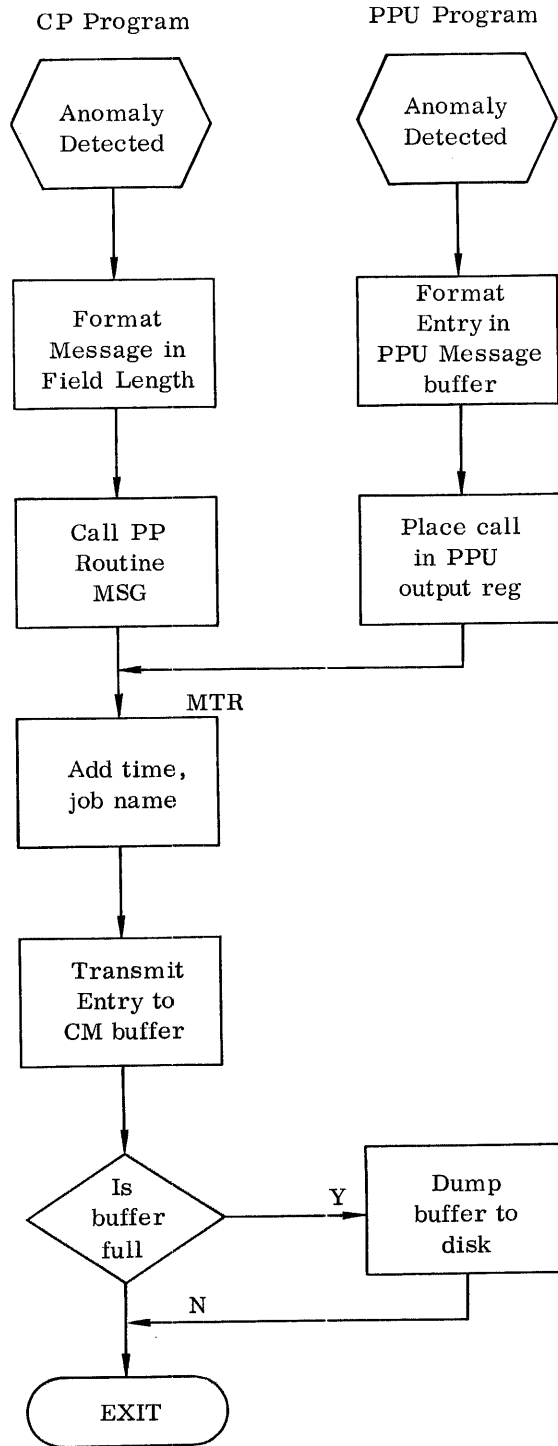 CP Program
PPU Program
Anomaly
Detected
Anomaly
Detected
Format
Message in
Field Length
Format
Entry in
PPU Message
buffer
Call PP
Routine
MSG
Place call
in PPU
output reg
MTR
Add time,
job name
Transmit
Entry to
CM buffer
Is
buffer
full
Y
Dump
buffer to
disk
N
EXIT